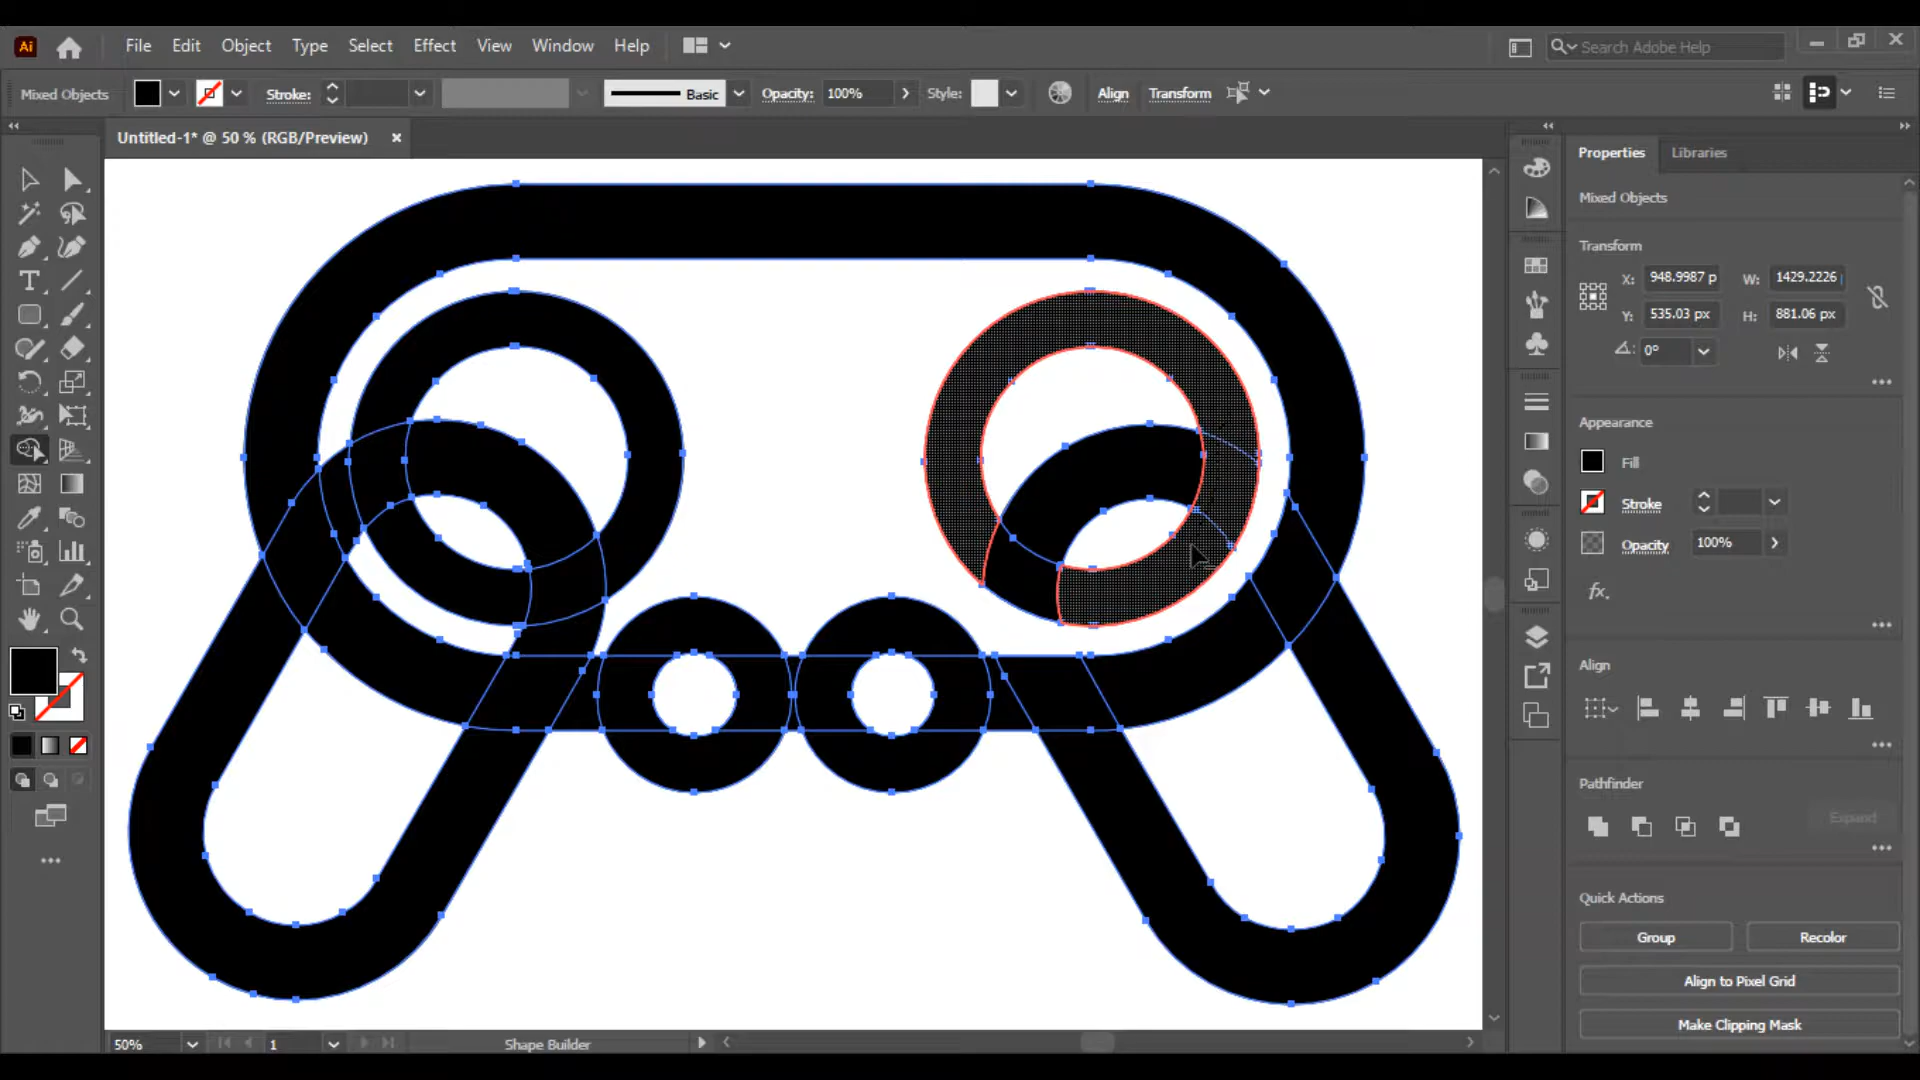 Ai File Edit Object Type Select Effect View Window Help Search Adobe Help
Mixed Objects Stroke: Basic Opacity: 100% Style: Align Transform
Untitled-1* @ 50 % (RGB/Preview) ×
Properties Libraries
Mixed Objects
Transform
X: 948.9987 p W: 1429.2226
Y: 535.03 px H: 881.06 px
0°
Appearance
Fill
Stroke
Opacity 100%
fx.
Align
Pathfinder
Expand
Quick Actions
Group Recolor
Align to Pixel Grid
Make Clipping Mask
50% 1 Shape Builder